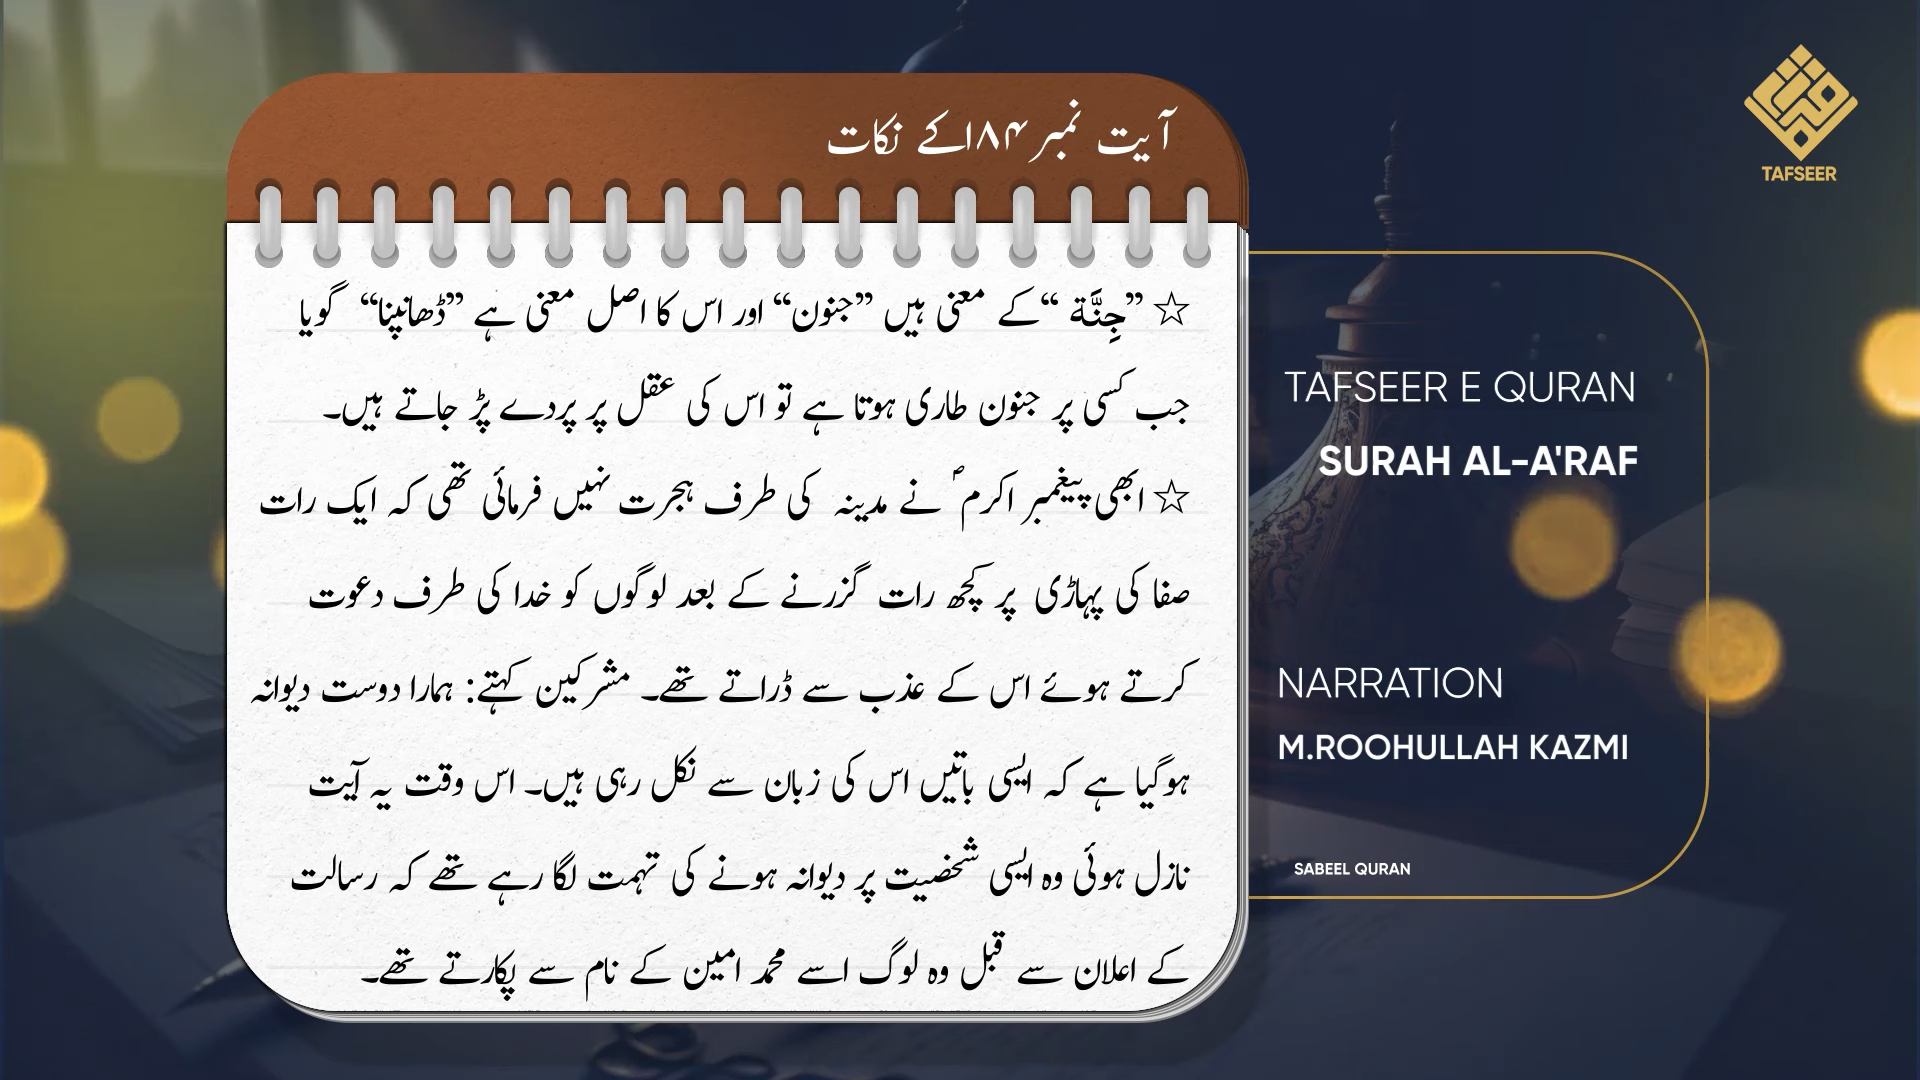 آیت نمبر ۱۸۴کے نکات
☆ ”جِنَّة “کے معنی ہیں ”جنون“ اور اس کا اصل معنی ہے ”ڈھانپنا“ گویا
جب کسی پر جنون طاری ہوتا ہے تو اس کی عقل پر پردے پڑ جاتے ہیں۔
☆ ابھی پیغمبر اکرم ؐ نے مدینہ کی طرف ہجرت نہیں فرمائی تھی کہ ایک رات
صفا کی پہاڑی پر کچھ رات گزرنے کے بعد لوگوں کو خدا کی طرف دعوت
کرتے ہوئے اس کے عذب سے ڈراتے تھے۔ مشرکین کہتے: ہمارا دوست دیوانہ
ہوگیا ہے کہ ایسی باتیں اس کی زبان سے نکل رہی ہیں۔ اس وقت یہ آیت
نازل ہوئی وہ ایسی شخصیت پر دیوانہ ہونے کی تہمت لگا رہے تھے کہ رسالت
کے اعلان سے قبل وہ لوگ اسے محمد امین کے نام سے پکارتے تھے۔
TAFSEER
TAFSEER E QURAN
SURAH AL-A'RAF
NARRATION
M.ROOHULLAH KAZMI
SABEEL QURAN